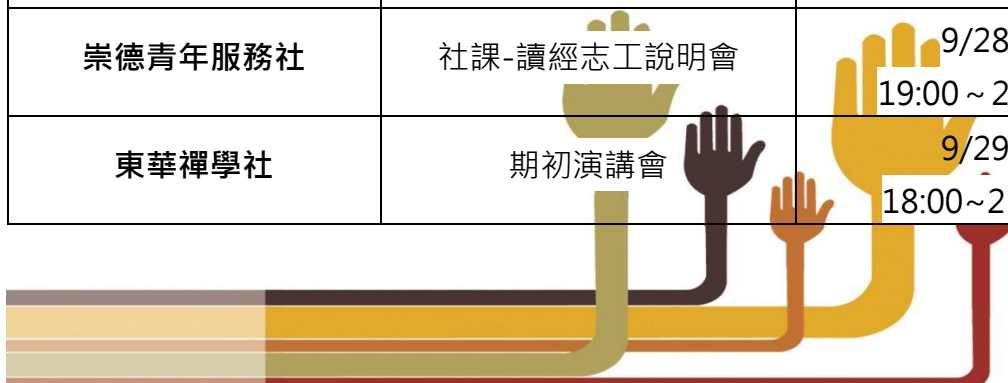 崇德青年服務社
社課-讀經志工說明會
9/28
19:00～2
東華禪學社
期初演講會
9/29
18:00~2